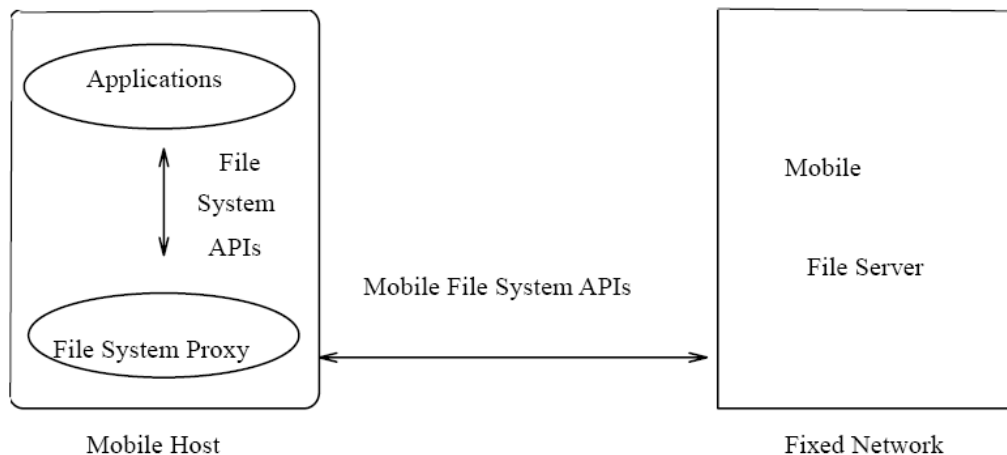 Applications
File
System
APIs
File System Proxy
Mobile Host
Mobile File System APIs
Mobile
File Server
Fixed Network